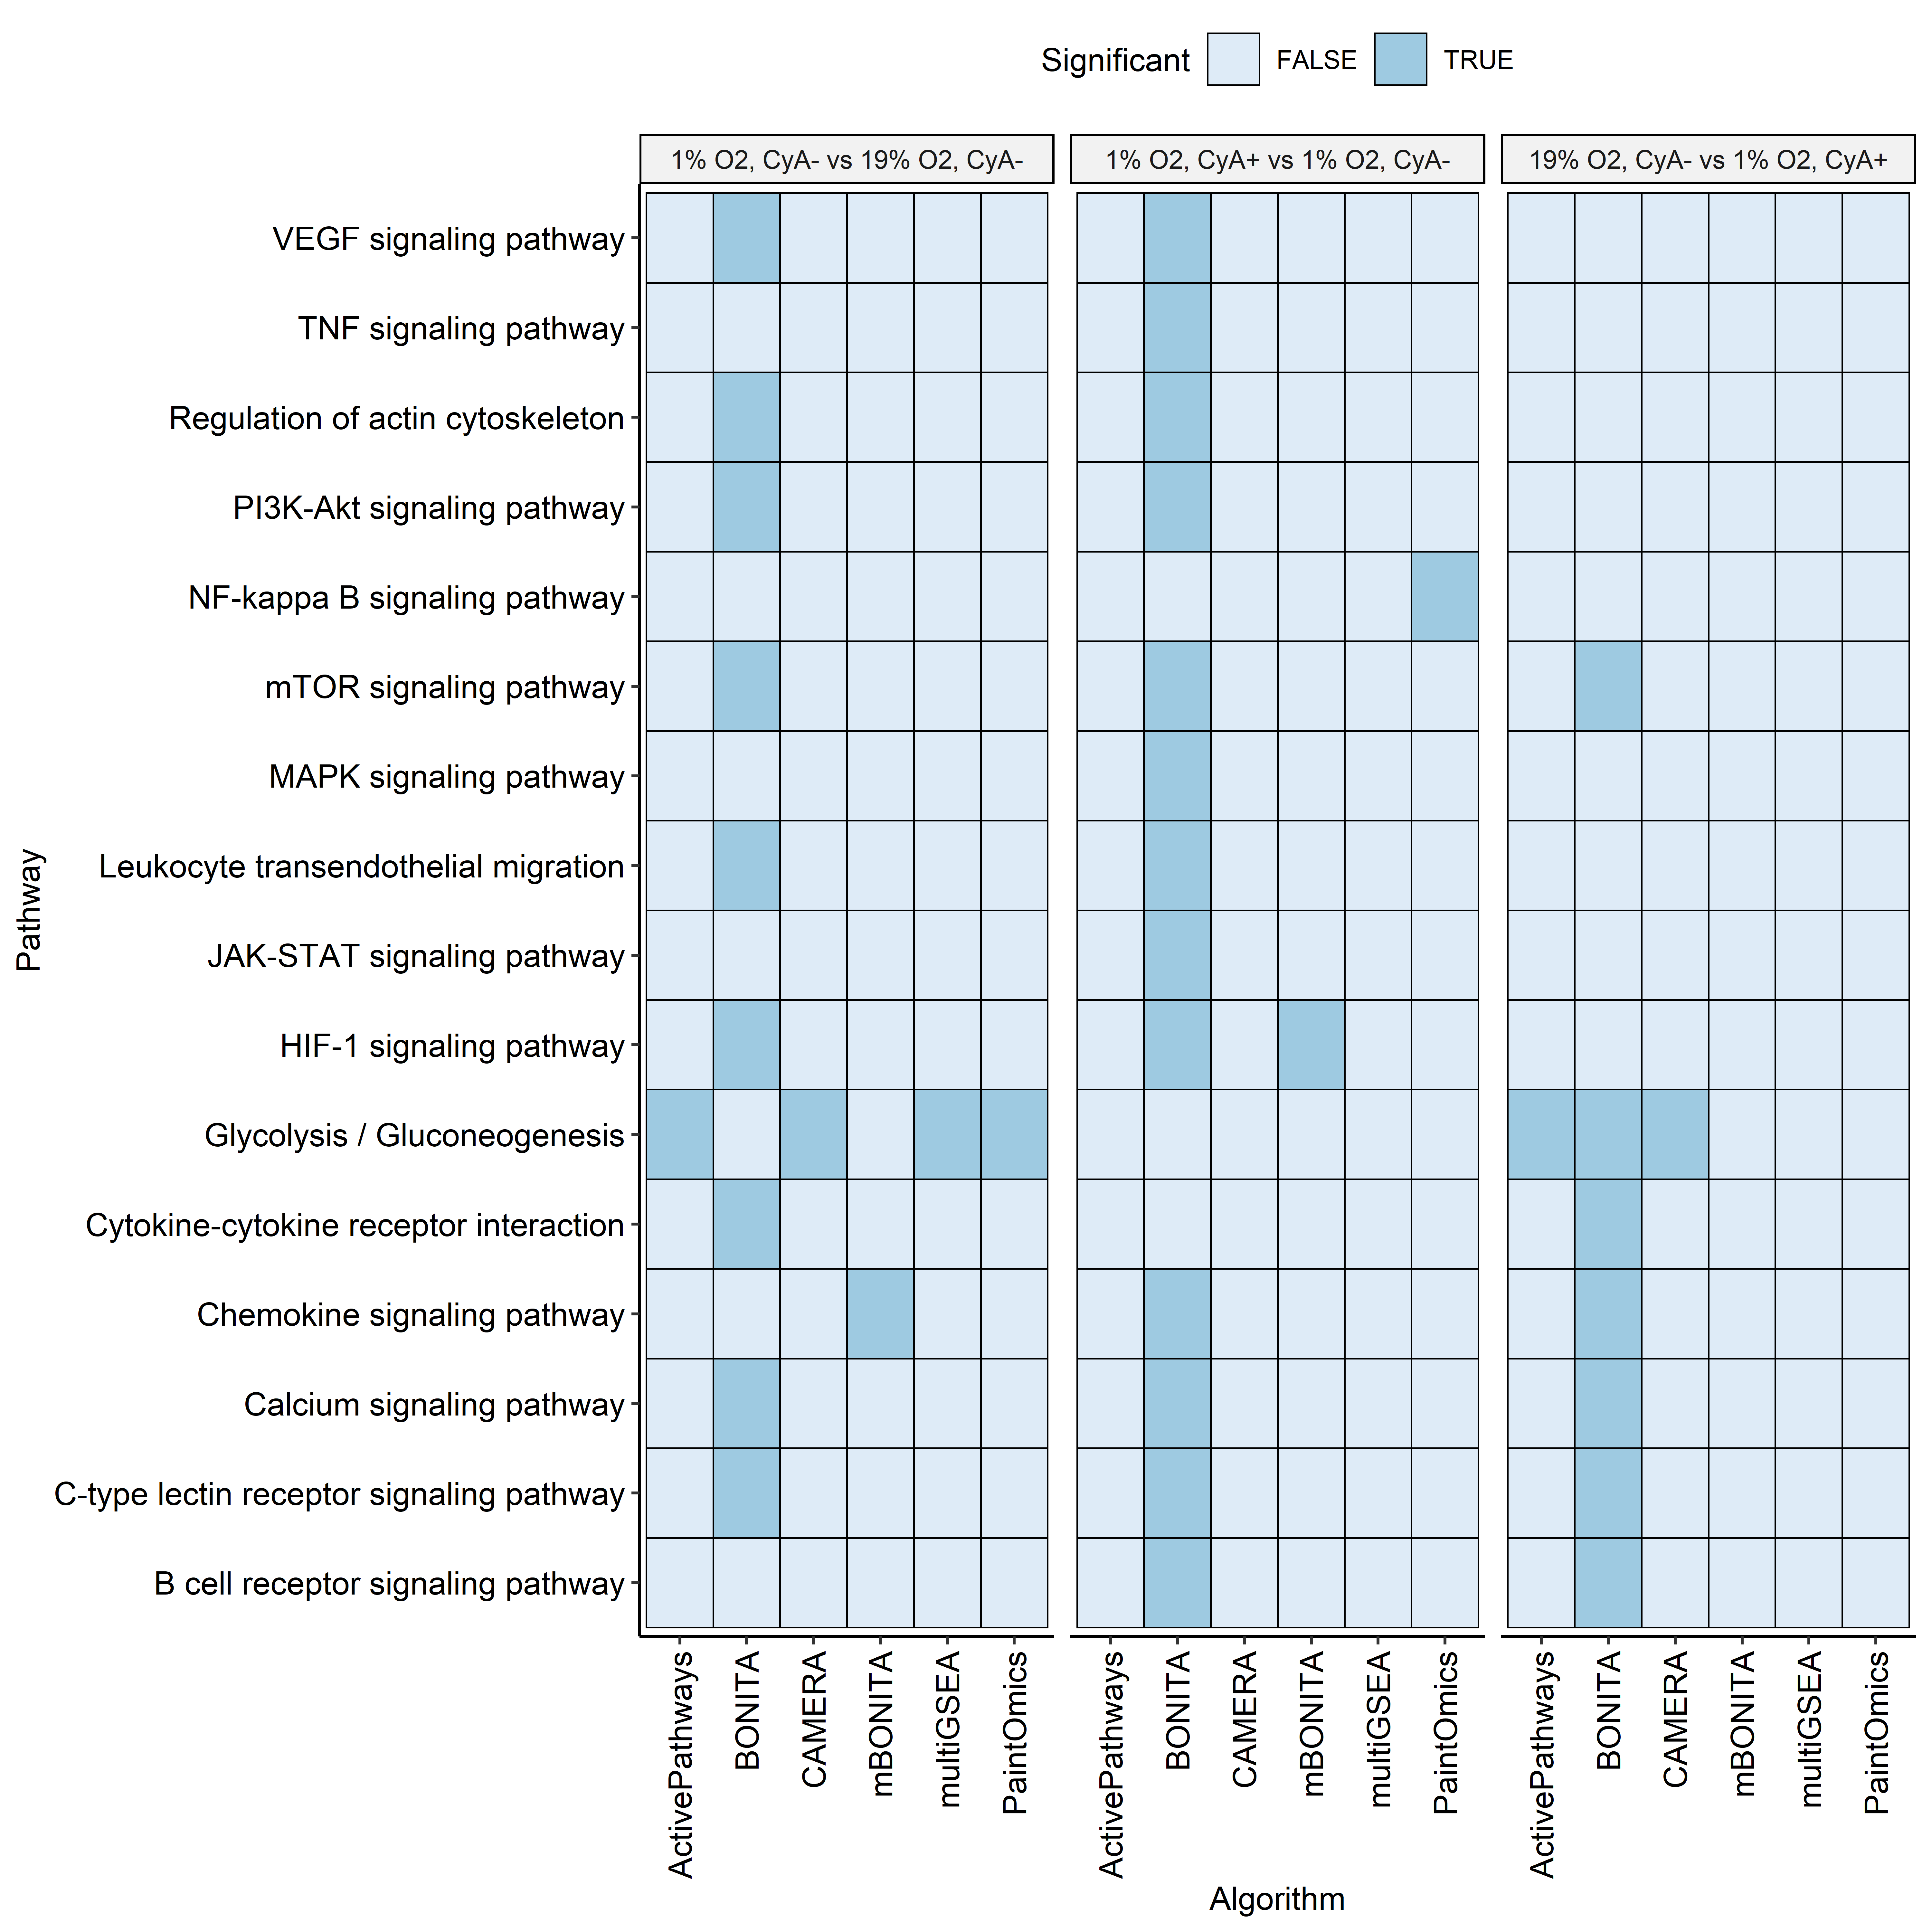 Significant FALSE TRUE
1% O2, CyA- vs 19% O2, CyA- 1% O2, CyA+ vs 1% O2, CyA- 19% O2, CyA- vs 1% O2, CyA+
Pathway
VEGF signaling pathway
TNF signaling pathway
Regulation of actin cytoskeleton
PI3K-Akt signaling pathway
NF-kappa B signaling pathway
mTOR signaling pathway
MAPK signaling pathway
Leukocyte transendothelial migration
JAK-STAT signaling pathway
HIF-1 signaling pathway
Glycolysis / Gluconeogenesis
Cytokine-cytokine receptor interaction
Chemokine signaling pathway
Calcium signaling pathway
C-type lectin receptor signaling pathway
B cell receptor signaling pathway
ActivePathways
BONITA
CAMERA
mBONITA
multiGSEA
PaintOmics
ActivePathways
BONITA
CAMERA
mBONITA
multiGSEA
PaintOmics
ActivePathways
BONITA
CAMERA
mBONITA
multiGSEA
PaintOmics
Algorithm